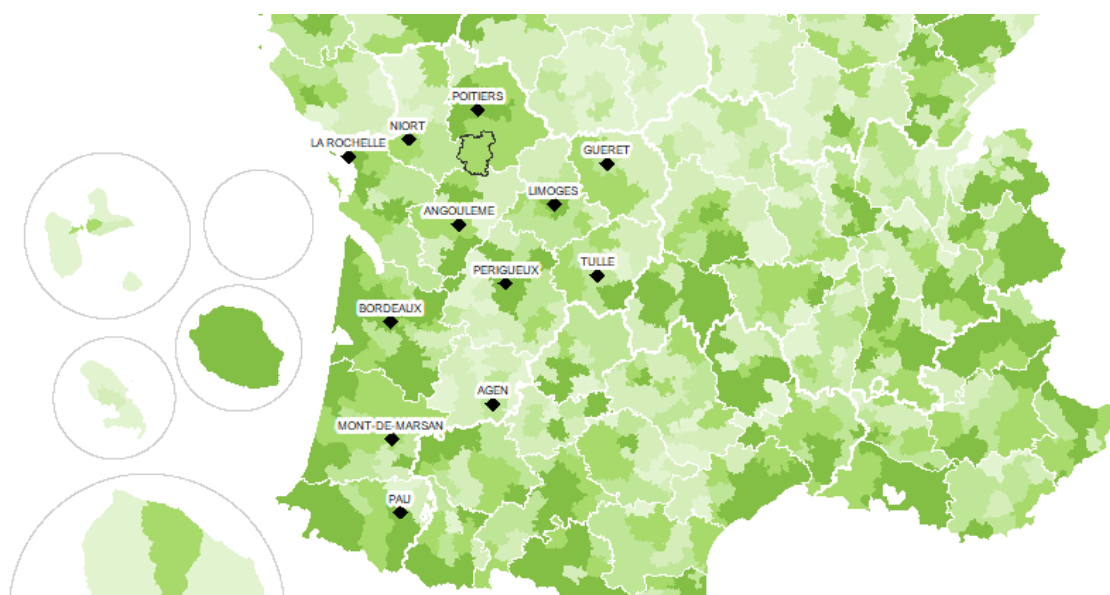 POITIERS
NIORT
LA ROCHELLE
GUERET
LIMOGES
ANGOULEME
TULLE
PERIGUEUX
BORDEAUX
AGEN
MONT-DE-MARSAN
PAU